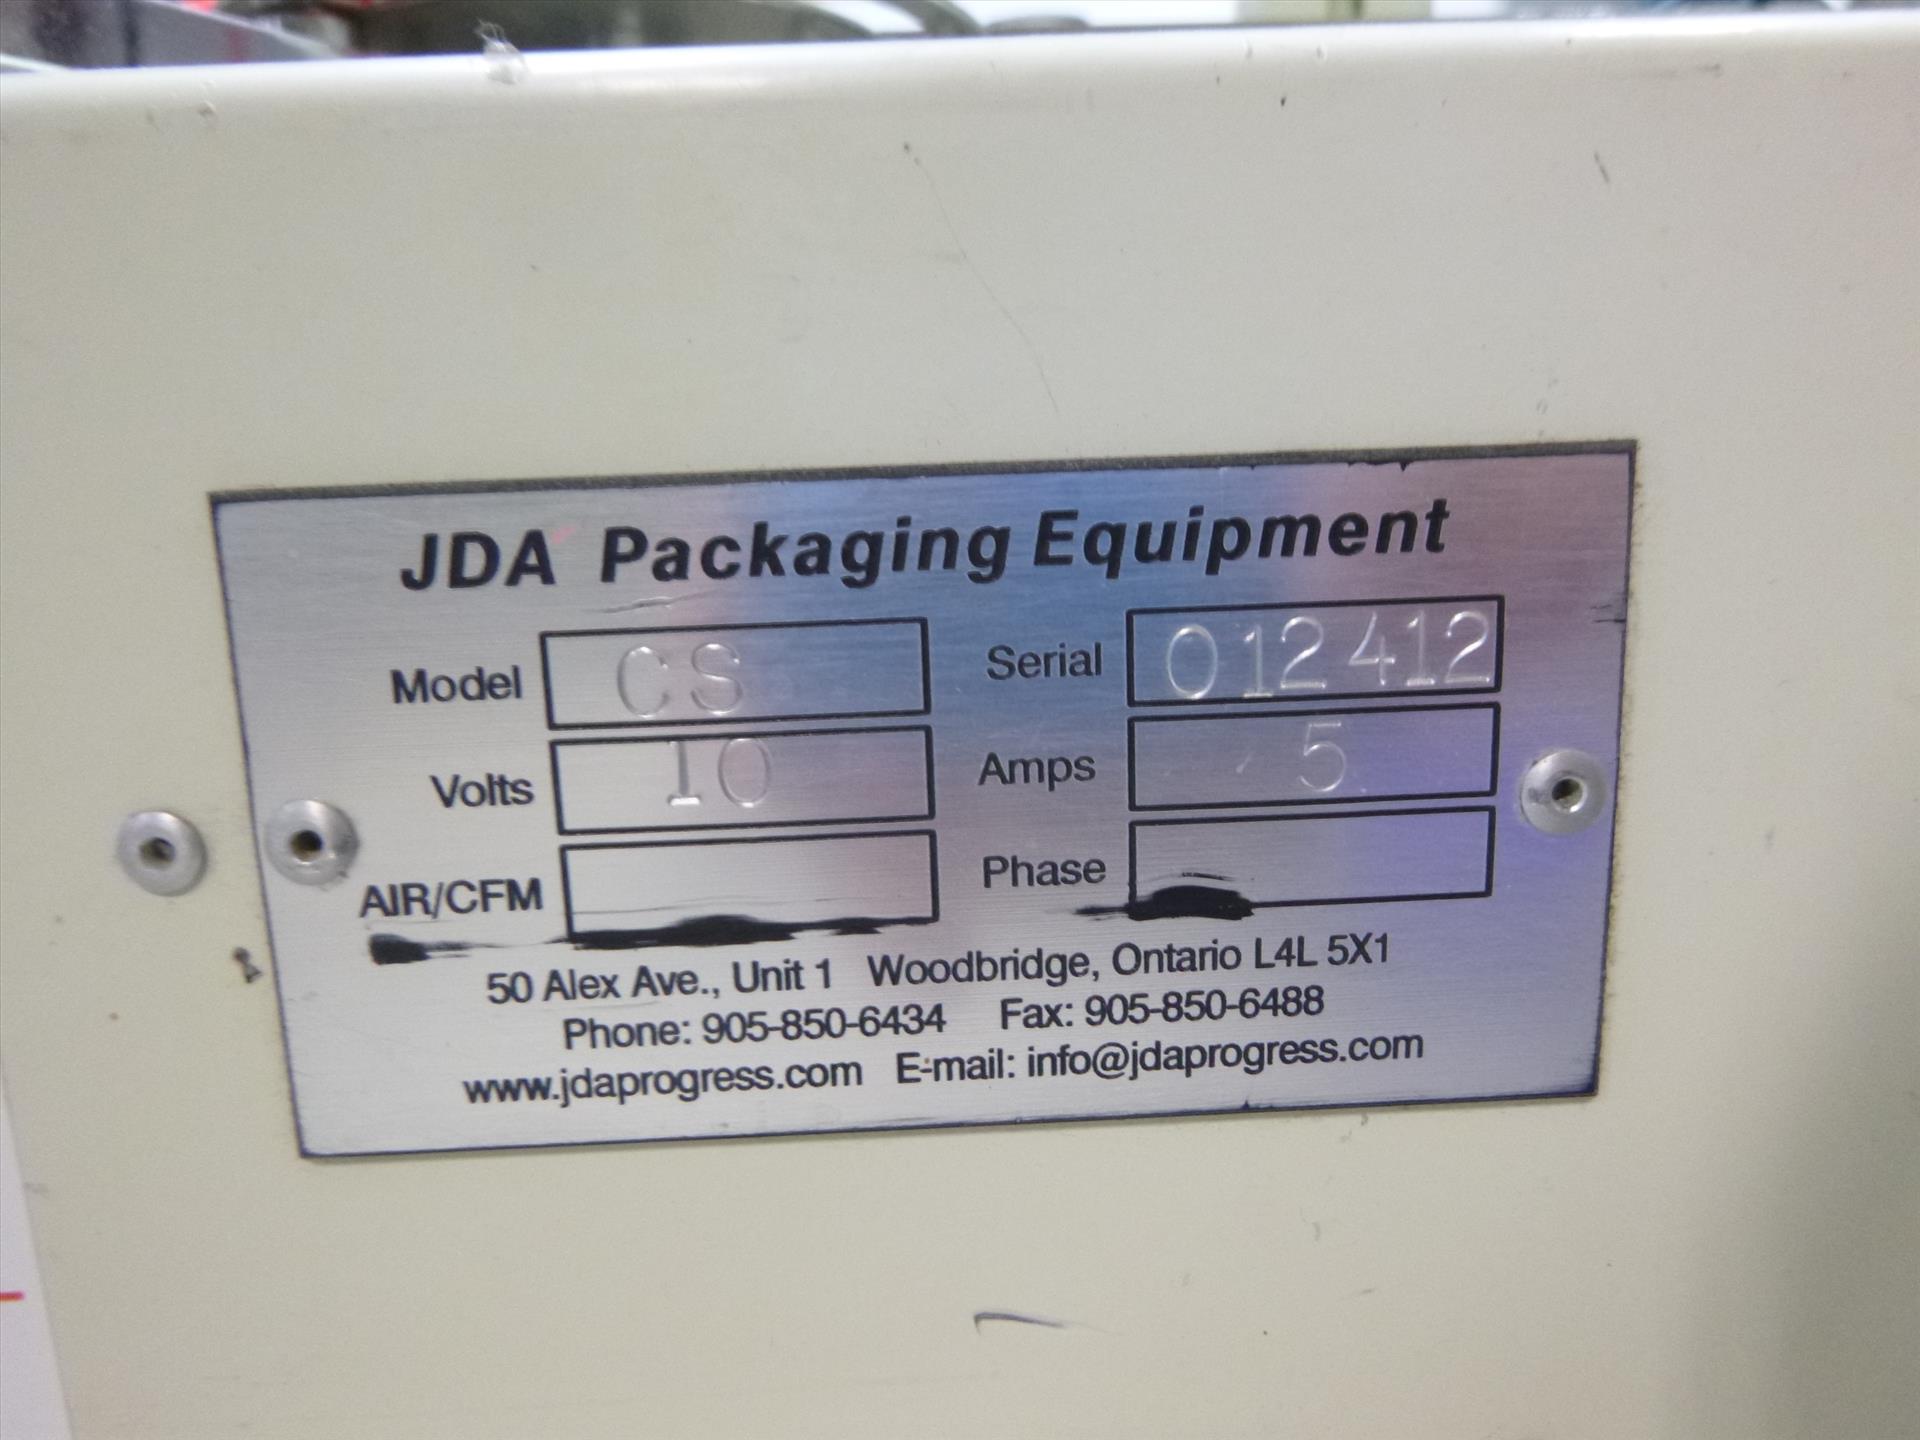 JDA Packaging Equipment
Model CS Serial 012412
Volts 10 Amps 5
AIR/CFM Phase
50 Alex Ave., Unit 1 Woodbridge, Ontario L4L 5X1
Phone: 905-850-6434 Fax: 905-850-6488
www.jdaprogress.com E-mail: info@jdaprogress.com